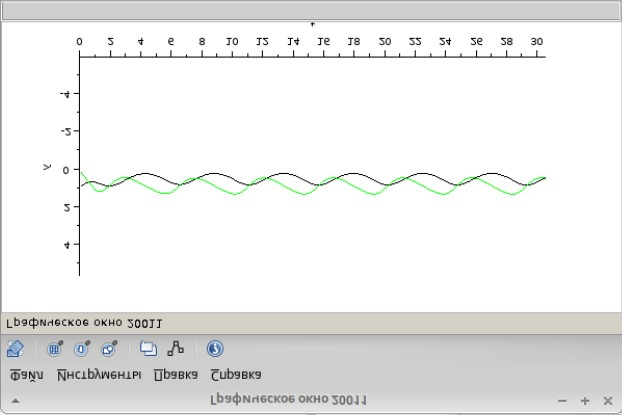 Графическое окно 20011
Файл Инструменты Правка Справка
Графическое окно 20011
4
2
y 0
-2
-4
0 2 4 6 8 10 12 14 16 18 20 22 24 26 28 30